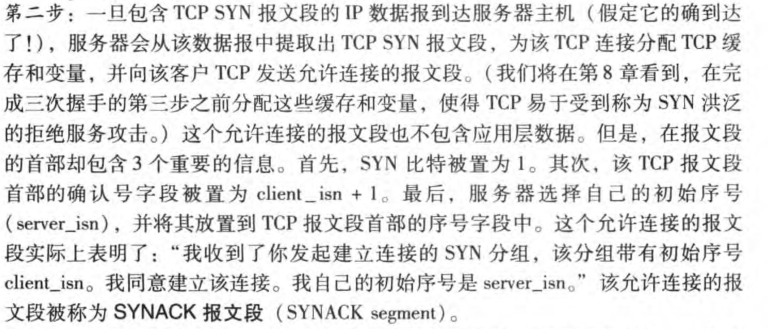 第二步：一旦包含 TCP SYN 报文段的 IP 数据报到达服务器主机（假定它的确到达
了！），服务器会从该数据报中提取出 TCP SYN 报文段，为该 TCP 连接分配 TCP 缓
存和变量，并向该客户 TCP 发送允许连接的报文段。（我们将在第 8 章看到，在完
成三次握手的第三步之前分配这些缓存和变量，使得 TCP 易于受到称为 SYN 洪泛
的拒绝服务攻击。）这个允许连接的报文段也不包含应用层数据。但是，在报文段
的首部却包含 3 个重要的信息。首先，SYN 比特被置为 1。其次，该 TCP 报文段
首部的确认号字段被置为 client_isn + 1。最后，服务器选择自己的初始序号
（server_isn），并将其放置到 TCP 报文段首部的序号字段中。这个允许连接的报文
段实际上表明了：“我收到了你发起建立连接的 SYN 分组，该分组带有初始序号
client_isn。我同意建立该连接。我自己的初始序号是 server_isn。”该允许连接的报
文段被称为 SYNACK 报文段（SYNACK segment）。